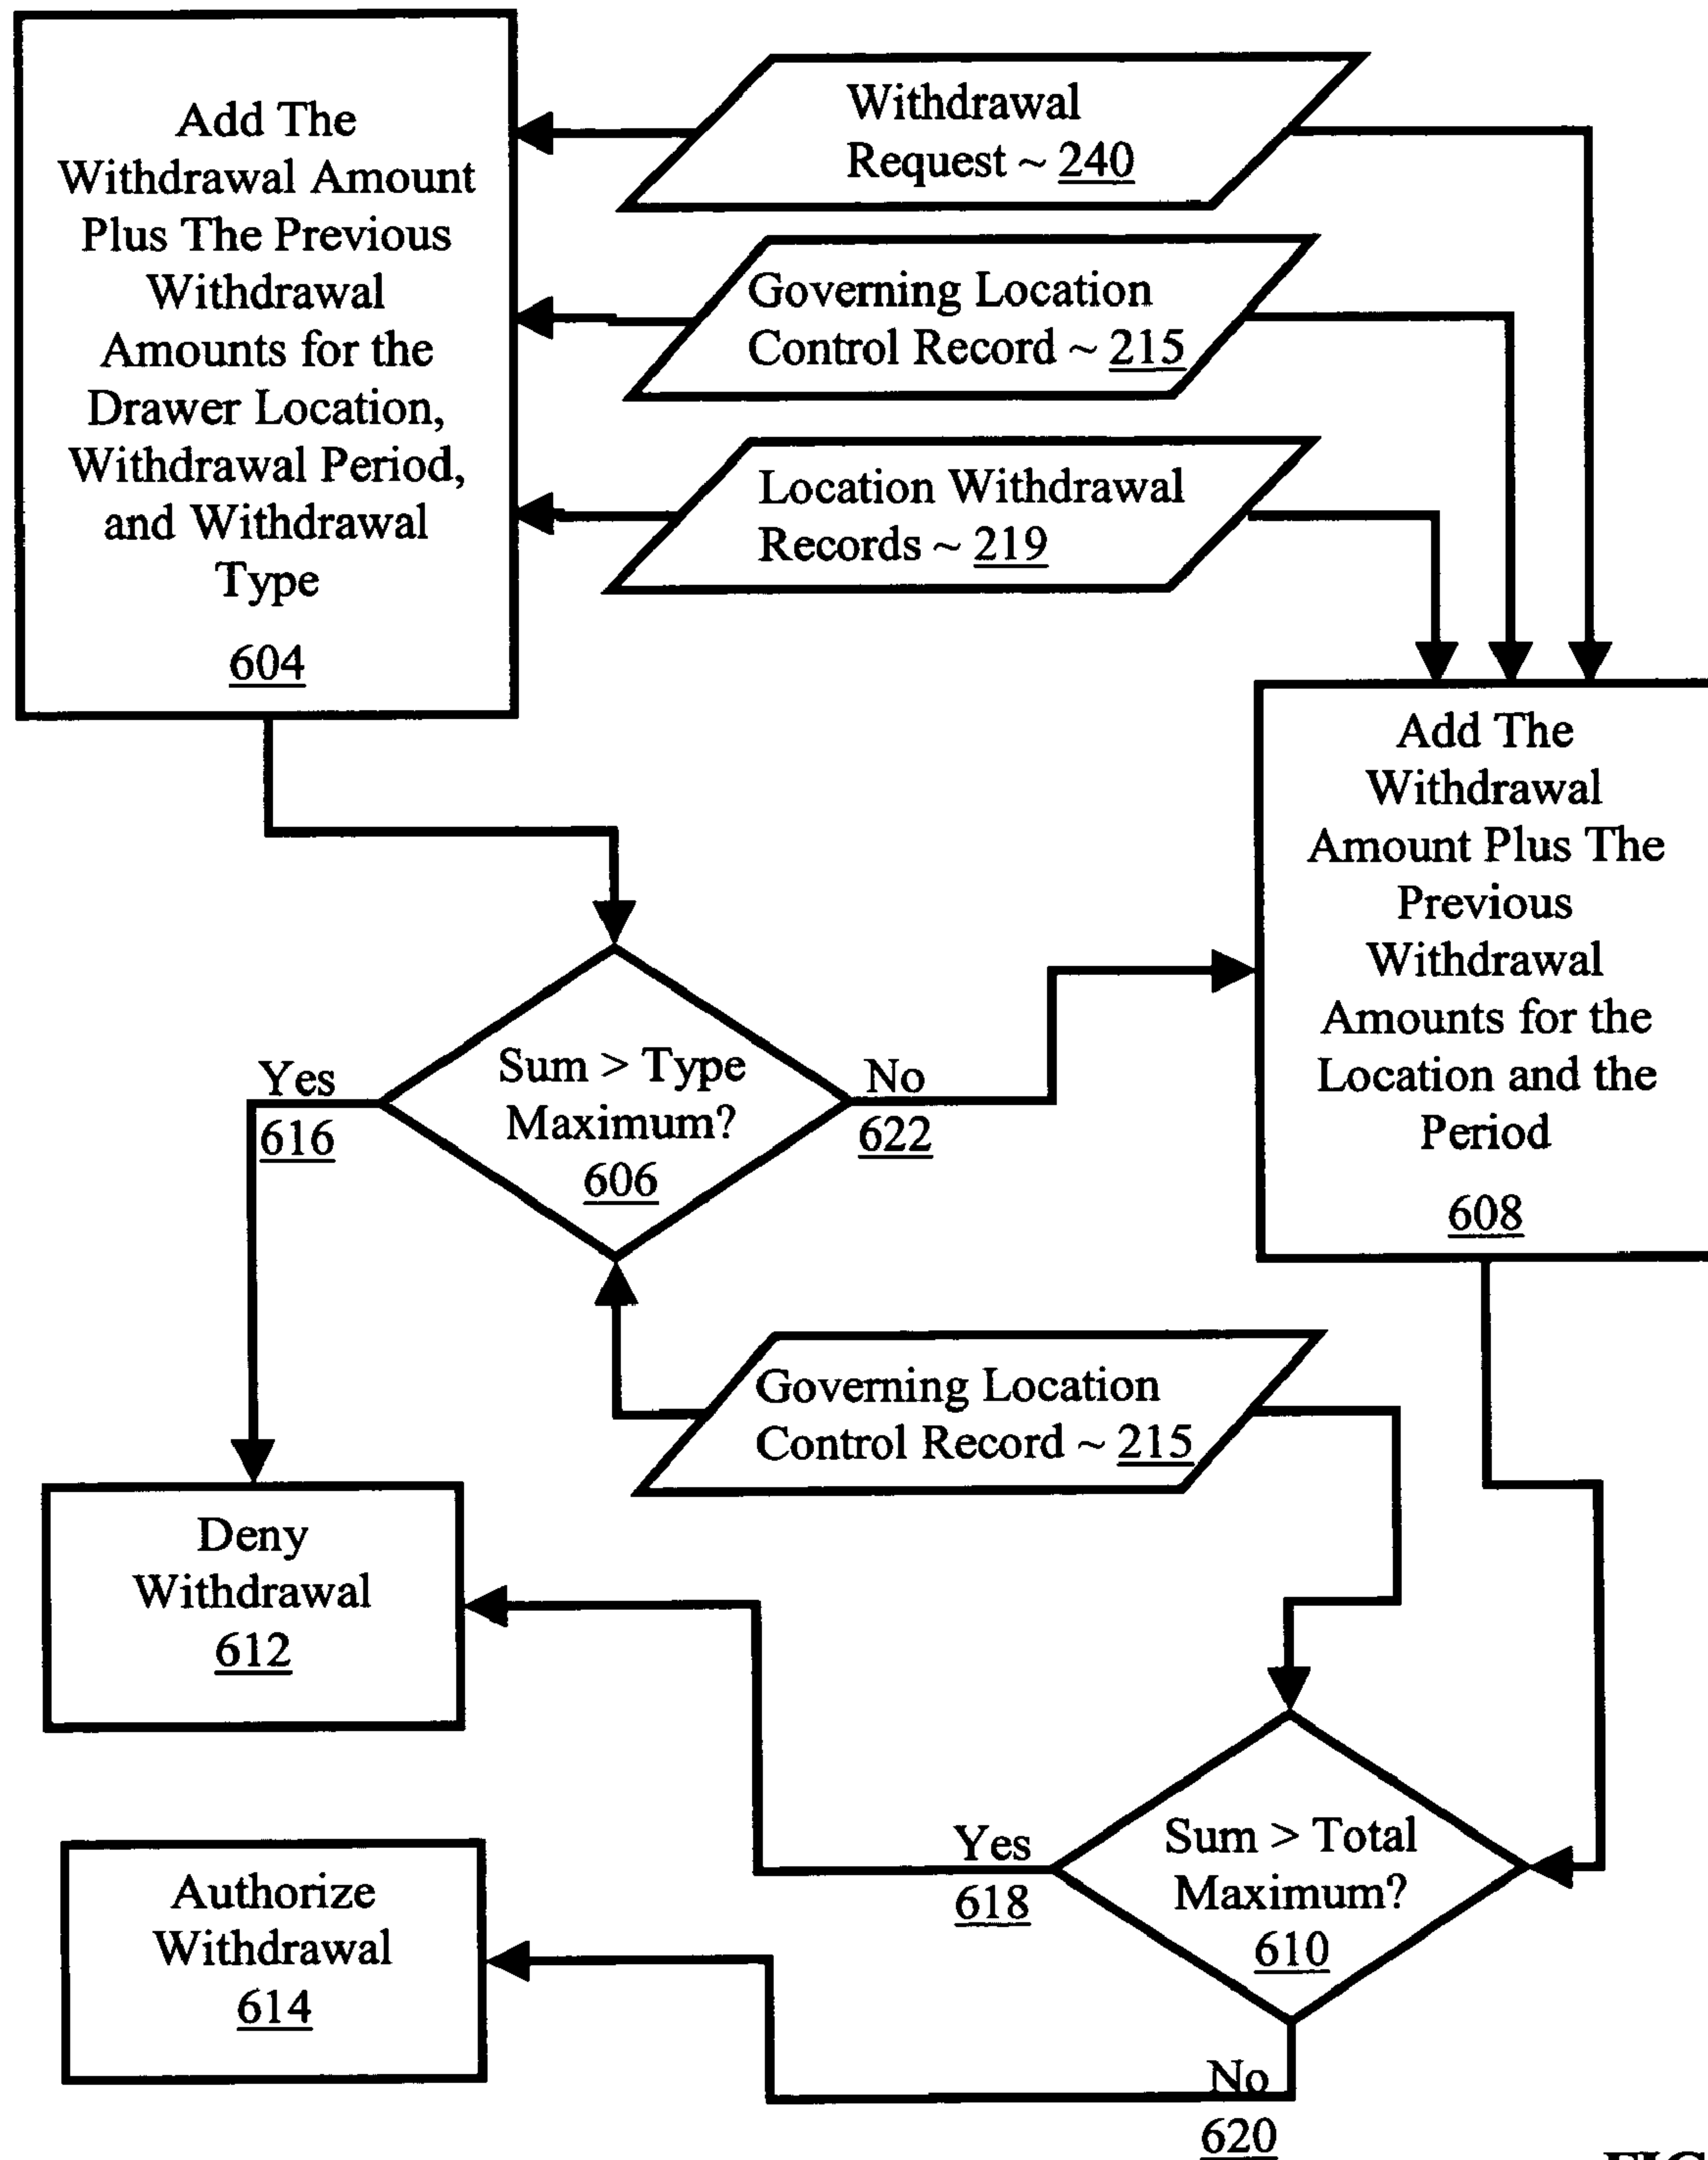 Add The
Withdrawal Amount
Plus The Previous
Withdrawal
Amounts for the
Drawer Location,
Withdrawal Period,
and Withdrawal
Type
604
Withdrawal
Request ~ 240
Governing Location
Control Record ~ 215
Location Withdrawal
Records ~ 219
Add The
Withdrawal
Amount Plus The
Previous
Withdrawal
Amounts for the
Location and the
Period
608
Sum > Type
Maximum?
606
Yes
616
No
622
Governing Location
Control Record ~ 215
Deny
Withdrawal
612
Sum > Total
Maximum?
610
Yes
618
Authorize
Withdrawal
614
No
620